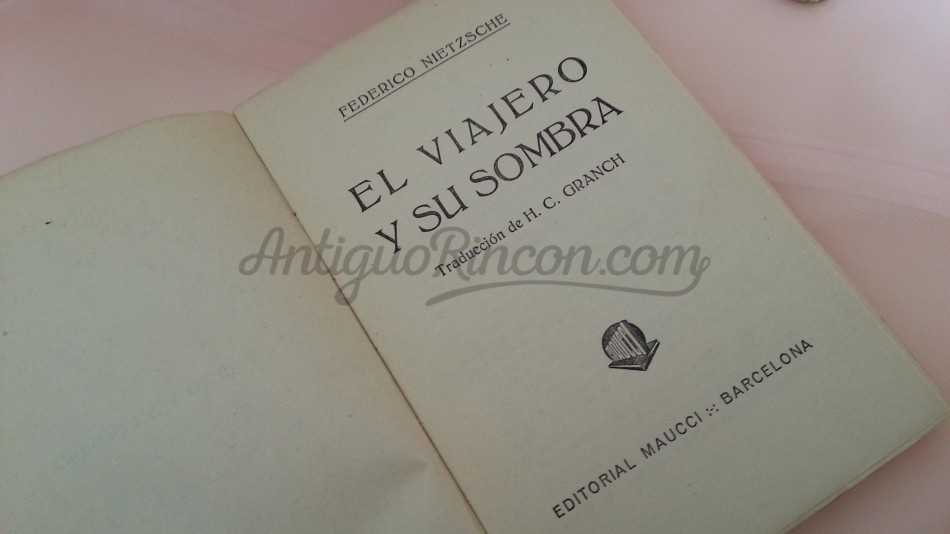 FEDERICO NIETZSCHE
EL VIAJERO
Y SU SOMBRA
Traducción de H. C. GRANCH
AntiguoRincon.com
EDITORIAL MAUCCI :-: BARCELONA